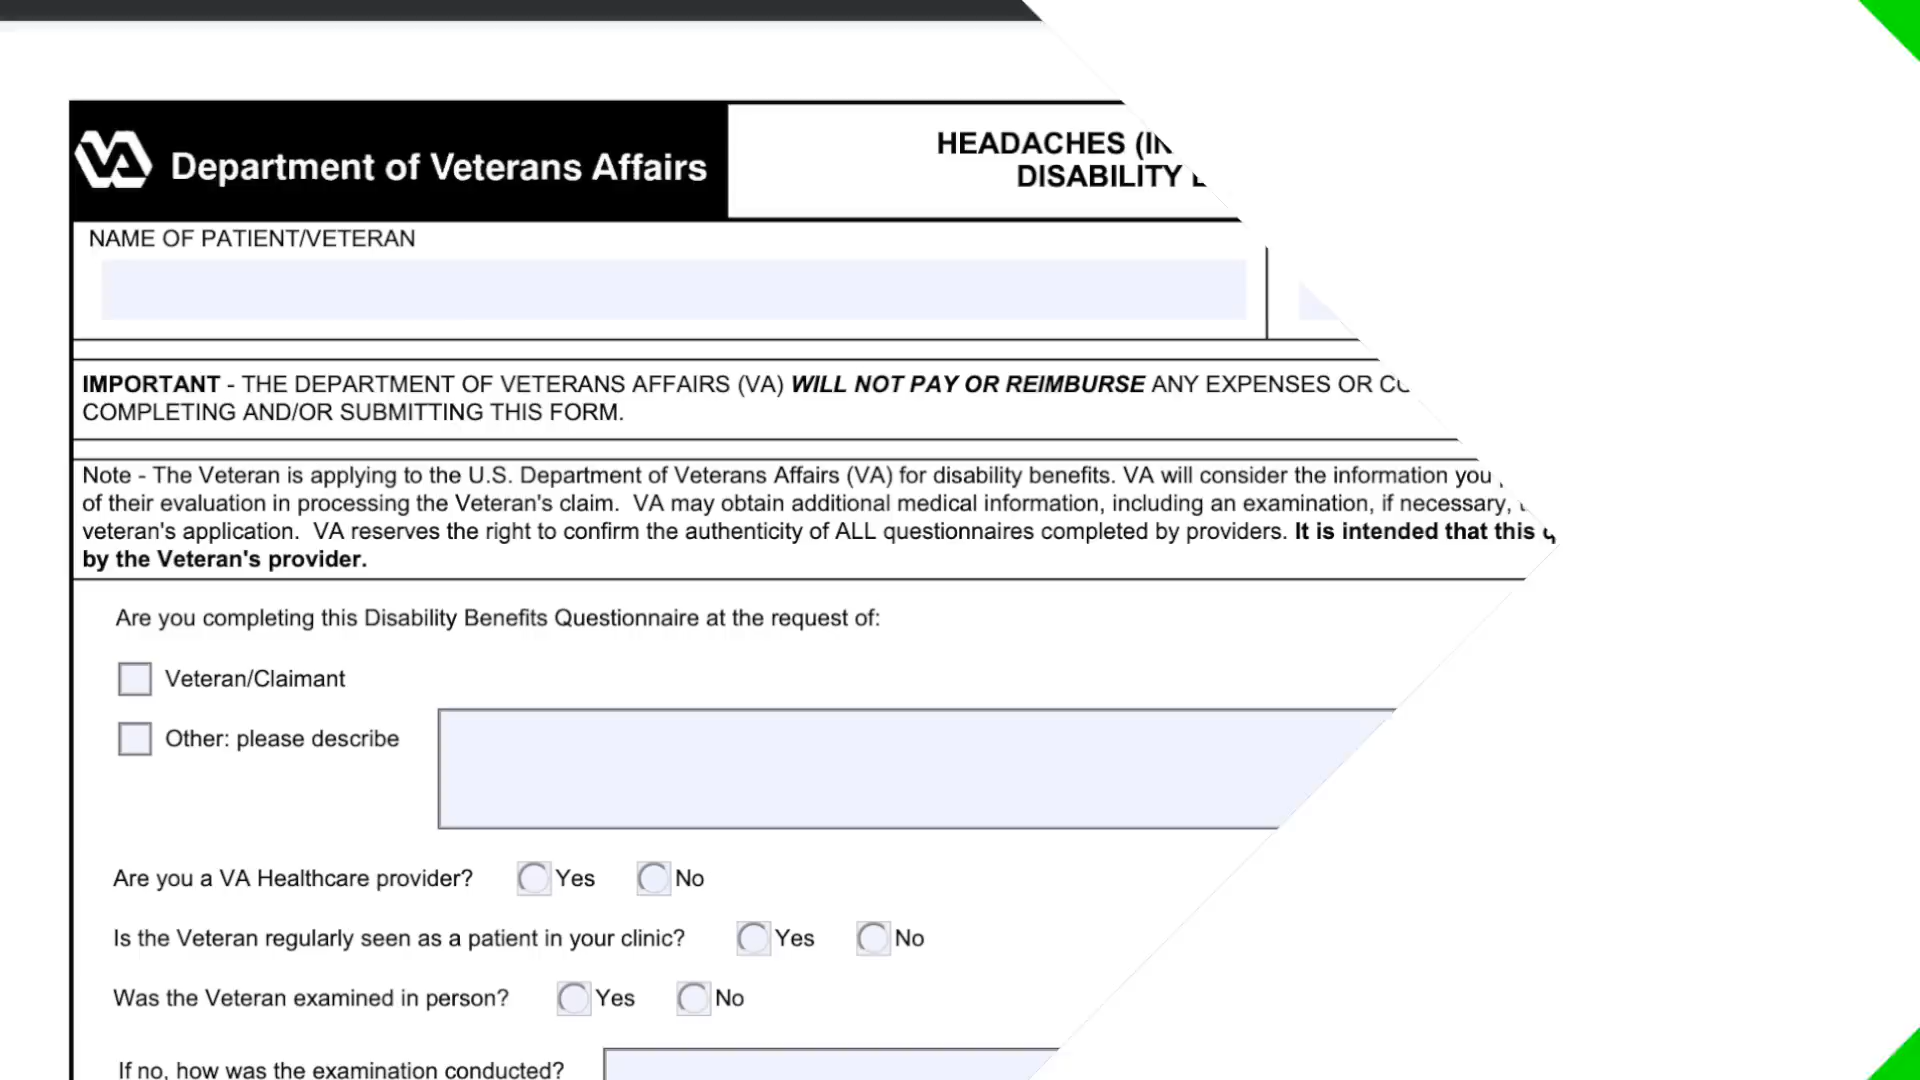 VA Department of Veterans Affairs
HEADACHES
DISABILITY
NAME OF PATIENT/VETERAN
IMPORTANT - THE DEPARTMENT OF VETERANS AFFAIRS (VA) WILL NOT PAY OR REIMBURSE ANY EXPENSES OR
COMPLETING AND/OR SUBMITTING THIS FORM.
Note - The Veteran is applying to the U.S. Department of Veterans Affairs (VA) for disability benefits. VA will consider the information you
of their evaluation in processing the Veteran's claim. VA may obtain additional medical information, including an examination, if necessary,
veteran's application. VA reserves the right to confirm the authenticity of ALL questionnaires completed by providers. It is intended that this
by the Veteran's provider.
Are you completing this Disability Benefits Questionnaire at the request of:
Veteran/Claimant
Other: please describe
Are you a VA Healthcare provider? Yes No
Is the Veteran regularly seen as a patient in your clinic? Yes No
Was the Veteran examined in person? Yes No
If no, how was the examination conducted?